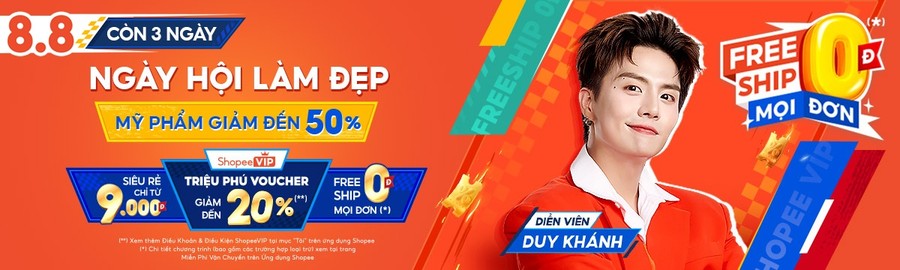 8.8 CÒN 3 NGÀY
NGÀY HỘI LÀM ĐẸP
MỸ PHẨM GIẢM ĐẾN 50%
ShopeeVIP
SIÊU RẺ
CHỈ TỪ
9.000Đ
TRIỆU PHÚ VOUCHER
GIẢM
ĐẾN 20%(**)
FREE
SHIP 0Đ
MỌI ĐƠN (*)
(**) Xem thêm Điều Khoản & Điều Kiện ShopeeVIP tại mục "Tôi" trên ứng dụng Shopee
(*) Chi tiết chương trình (bao gồm các trường hợp loại trừ) xem tại trang
Miễn Phí Vận Chuyển trên Ứng dụng Shopee
FREESHIP 0
DIỄN VIÊN
DUY KHÁNH
FREE
SHIP 0Đ (*)
MỌI ĐƠN
SHOPEE VIP